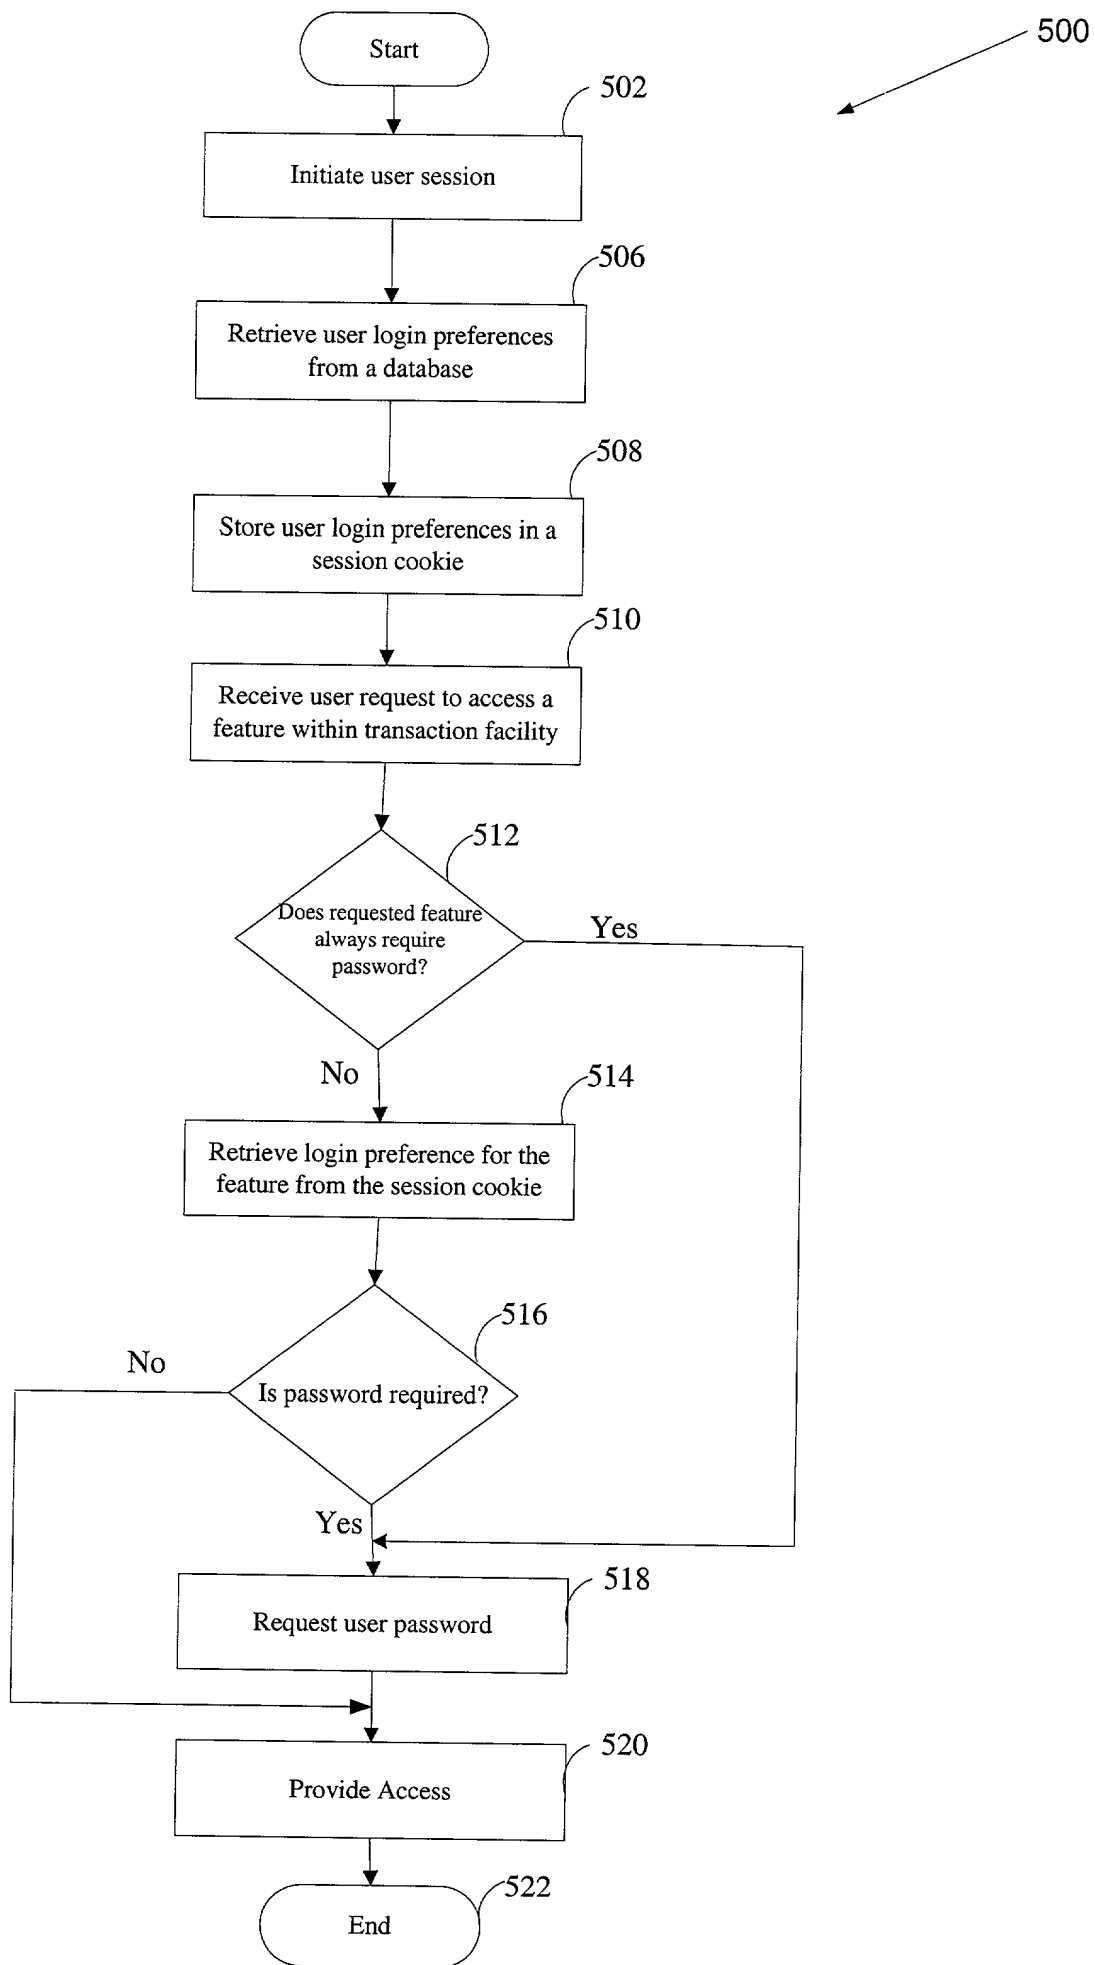 500
Start
502
Initiate user session
506
Retrieve user login preferences
from a database
508
Store user login preferences in a
session cookie
510
Receive user request to access a
feature within transaction facility
512
Does requested feature
always require
password?
Yes
No
514
Retrieve login preference for the
feature from the session cookie
516
No
Is password required?
Yes
518
Request user password
520
Provide Access
522
End